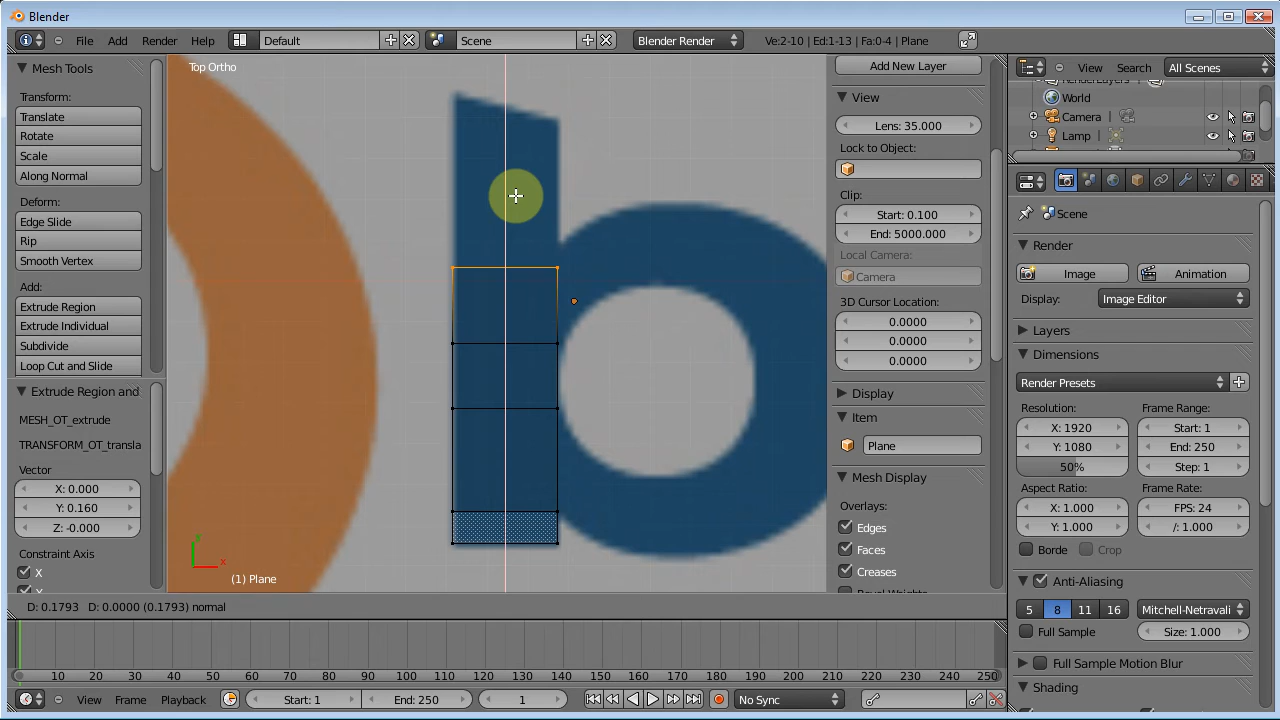 Blender
File Add Render Help Default Scene Blender Render Ve:2-10 | Ed:1-13 | Fa:0-4 | Plane
Mesh Tools
Transform:
Translate
Rotate
Scale
Along Normal
Deform:
Edge Slide
Rip
Smooth Vertex
Add:
Extrude Region
Extrude Individual
Subdivide
Loop Cut and Slide
Extrude Region and
MESH_OT_extrude
TRANSFORM_OT_transla
Vector
X: 0.000
Y: 0.160
Z: -0.000
Constraint Axis
X
Top Ortho
y
x
(1) Plane
D: 0.1793 D: 0.0000 (0.1793) normal
Add New Layer
View
Lens: 35.000
Lock to Object:
Clip:
Start: 0.100
End: 5000.000
Local Camera:
Camera
3D Cursor Location:
0.0000
0.0000
0.0000
Display
Item
Plane
Mesh Display
Overlays:
Edges
Faces
Creases
View Search All Scenes
World
Camera
Lamp
Scene
Render
Image Animation
Display: Image Editor
Layers
Dimensions
Render Presets
Resolution: Frame Range:
X: 1920 Start: 1
Y: 1080 End: 250
50% Step: 1
Aspect Ratio: Frame Rate:
X: 1.000 FPS: 24
Y: 1.000 /: 1.000
Borde Crop
Anti-Aliasing
5 8 11 16 Mitchell-Netravali
Full Sample Size: 1.000
Full Sample Motion Blur
Shading
10 20 30 40 50 60 70 80 90 100 110 120 130 140 150 160 170 180 190 200 210 220 230 240 250
View Frame Playback Start: 1 End: 250 1 No Sync